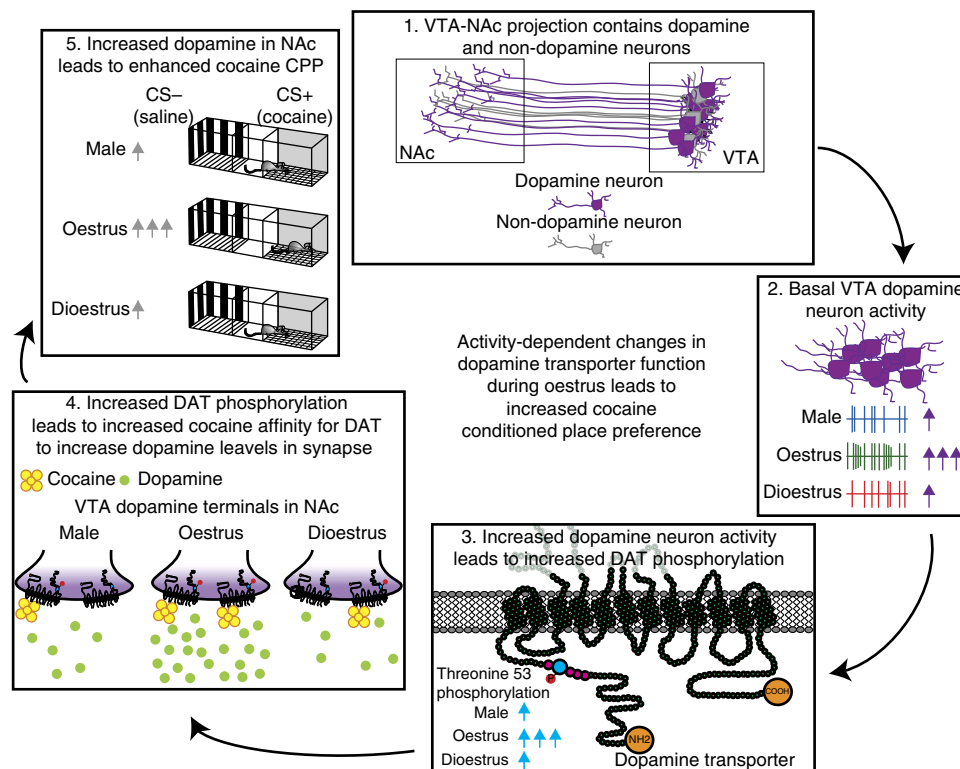 1. VTA-NAc projection contains dopamine
and non-dopamine neurons
NAc
VTA
Dopamine neuron
Non-dopamine neuron
2. Basal VTA dopamine
neuron activity
Male
Oestrus
Dioestrus
3. Increased dopamine neuron activity
leads to increased DAT phosphorylation
Threonine 53
phosphorylation
P
Male
Oestrus
Dioestrus
COOH
NH2
Dopamine transporter
4. Increased DAT phosphorylation
leads to increased cocaine affinity for DAT
to increase dopamine leavels in synapse
Cocaine
Dopamine
VTA dopamine terminals in NAc
Male
Oestrus
Dioestrus
5. Increased dopamine in NAc
leads to enhanced cocaine CPP
CS–
(saline)
CS+
(cocaine)
Male
Oestrus
Dioestrus
Activity-dependent changes in
dopamine transporter function
during oestrus leads to
increased cocaine
conditioned place preference